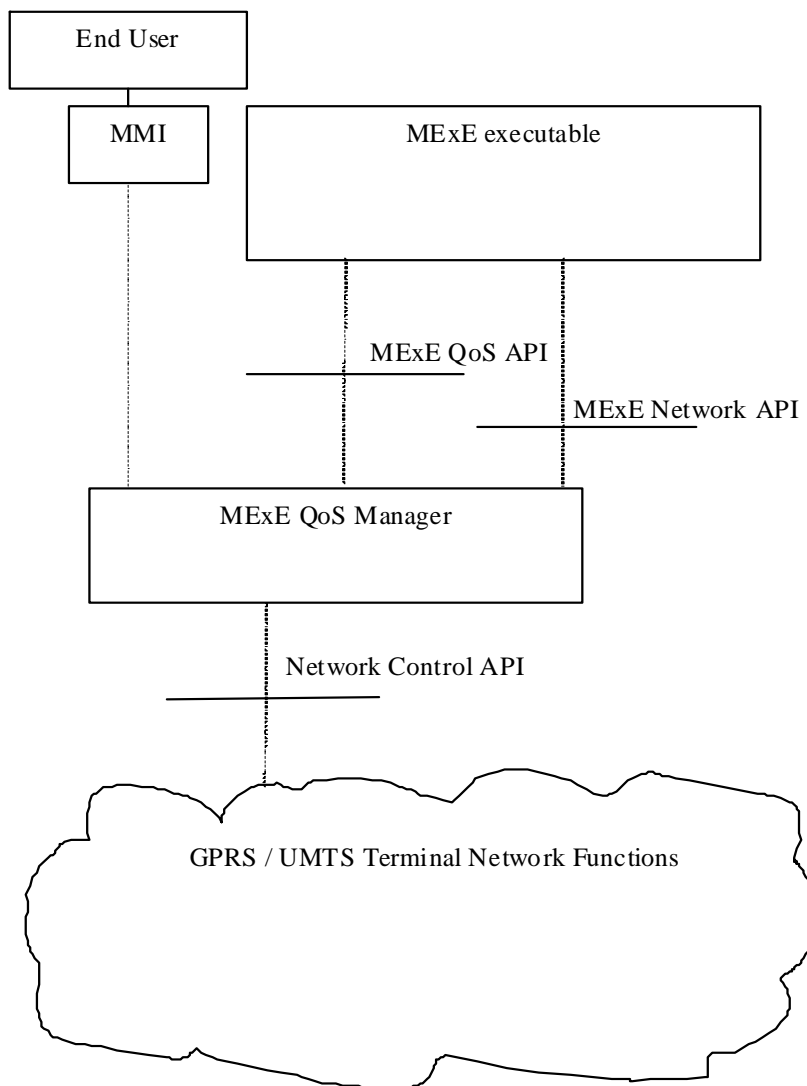 End User
MMI
MExE executable
MExE QoS API
MExE Network API
MExE QoS Manager
Network Control API
GPRS / UMTS Terminal Network Functions